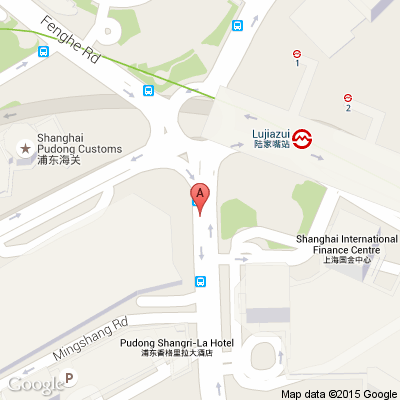 Fenghe Rd
1
2
Lujiazui
陆家嘴站
Shanghai
Pudong Customs
浦东海关
A
Shanghai International
Finance Centre
上海国金中心
Mingshang Rd
Pudong Shangri-La Hotel
浦东香格里拉大酒店
P
Google
Map data ©2015 Google